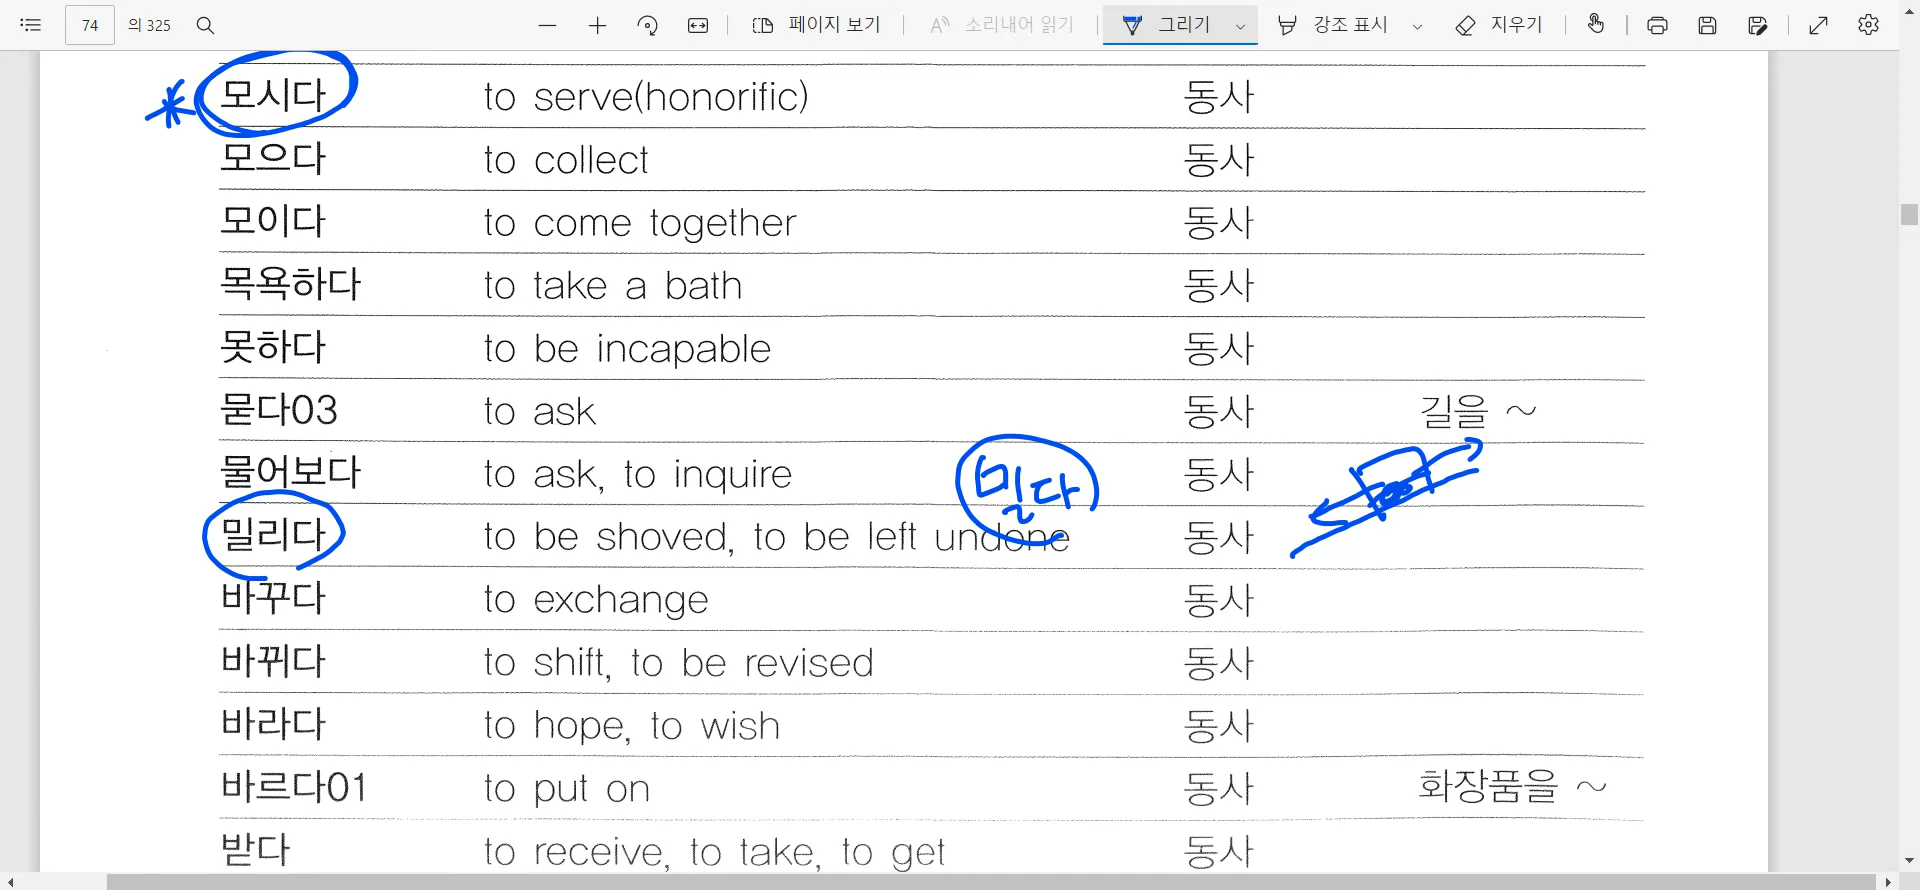 74 의 325 페이지 보기 소리내어 읽기 그리기 강조 표시 지우기
모시다 to serve(honorific) 동사
모으다 to collect 동사
모이다 to come together 동사
목욕하다 to take a bath 동사
못하다 to be incapable 동사
묻다03 to ask 동사 길을 ~
물어보다 to ask, to inquire 동사
밀다
밀리다 to be shoved, to be left undone 동사
바꾸다 to exchange 동사
바뀌다 to shift, to be revised 동사
바라다 to hope, to wish 동사
바르다01 to put on 동사 화장품을 ~
받다 to receive, to take, to get 동사